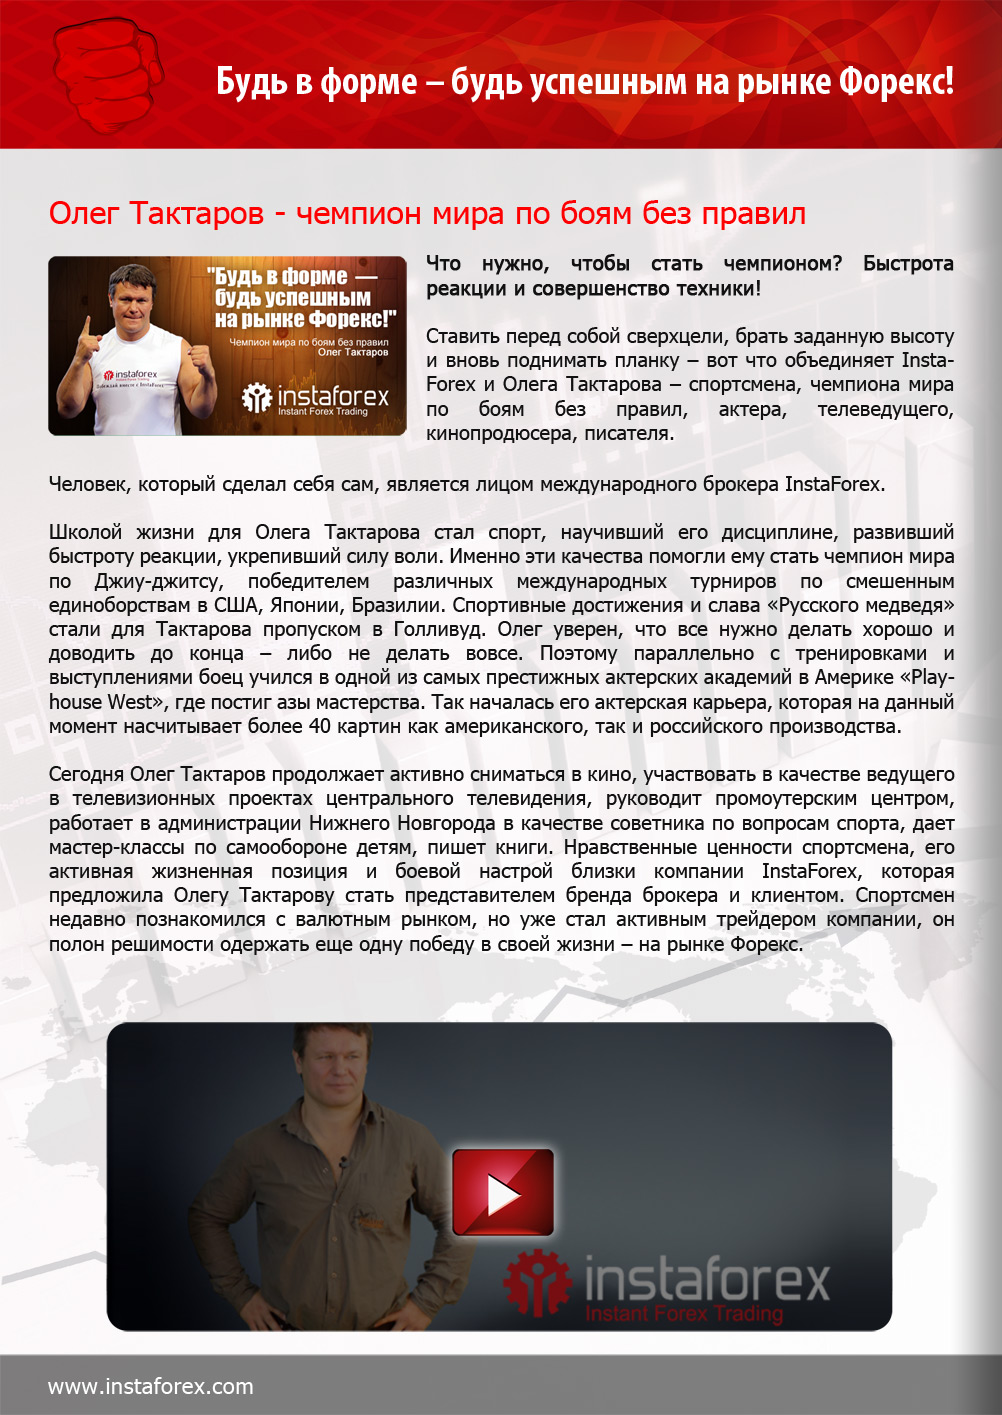 Будь в форме – будь успешным на рынке Форекс!
Олег Тактаров - чемпион мира по боям без правил
"Будь в форме —
будь успешным
на рынке Форекс!"
Чемпион мира по боям без правил
Олег Тактаров
instaforex
Instant Forex Trading
instaforex
Instant Forex Trading
Побеждай вместе с InstaForex
Что нужно, чтобы стать чемпионом? Быстрота
реакции и совершенство техники!
Ставить перед собой сверхцели, брать заданную высоту
и вновь поднимать планку – вот что объединяет Insta-
Forex и Олега Тактарова – спортсмена, чемпиона мира
по боям без правил, актера, телеведущего,
кинопродюсера, писателя.
Человек, который сделал себя сам, является лицом международного брокера InstaForex.
Школой жизни для Олега Тактарова стал спорт, научивший его дисциплине, развивший
быстроту реакции, укрепивший силу воли. Именно эти качества помогли ему стать чемпион мира
по Джиу-джитсу, победителем различных международных турниров по смешенным
единоборствам в США, Японии, Бразилии. Спортивные достижения и слава «Русского медведя»
стали для Тактарова пропуском в Голливуд. Олег уверен, что все нужно делать хорошо и
доводить до конца – либо не делать вовсе. Поэтому параллельно с тренировками и
выступлениями боец учился в одной из самых престижных актерских академий в Америке «Play-
house West», где постиг азы мастерства. Так началась его актерская карьера, которая на данный
момент насчитывает более 40 картин как американского, так и российского производства.
Сегодня Олег Тактаров продолжает активно сниматься в кино, участвовать в качестве ведущего
в телевизионных проектах центрального телевидения, руководит промоутерским центром,
работает в администрации Нижнего Новгорода в качестве советника по вопросам спорта, дает
мастер-классы по самообороне детям, пишет книги. Нравственные ценности спортсмена, его
активная жизненная позиция и боевой настрой близки компании InstaForex, которая
предложила Олегу Тактарову стать представителем бренда брокера и клиентом. Спортсмен
недавно познакомился с валютным рынком, но уже стал активным трейдером компании, он
полон решимости одержать еще одну победу в своей жизни – на рынке Форекс.
instaforex
Instant Forex Trading
www.instaforex.com